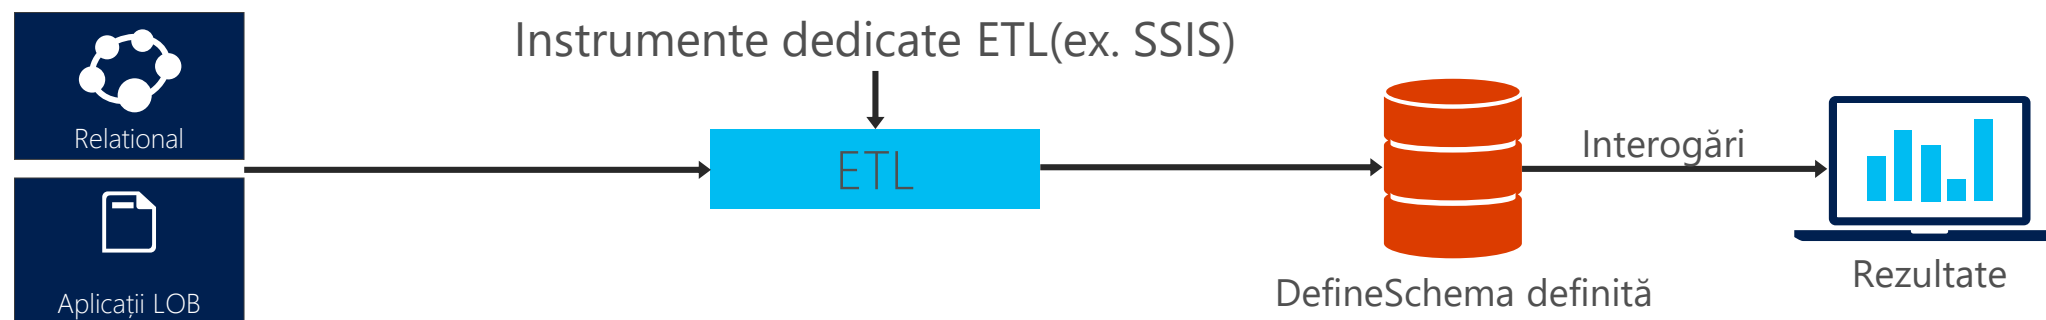 Instrumente dedicate ETL(ex. SSIS)
Relational
ETL
Interogări
Aplicații LOB
DefineSchema definită
Rezultate